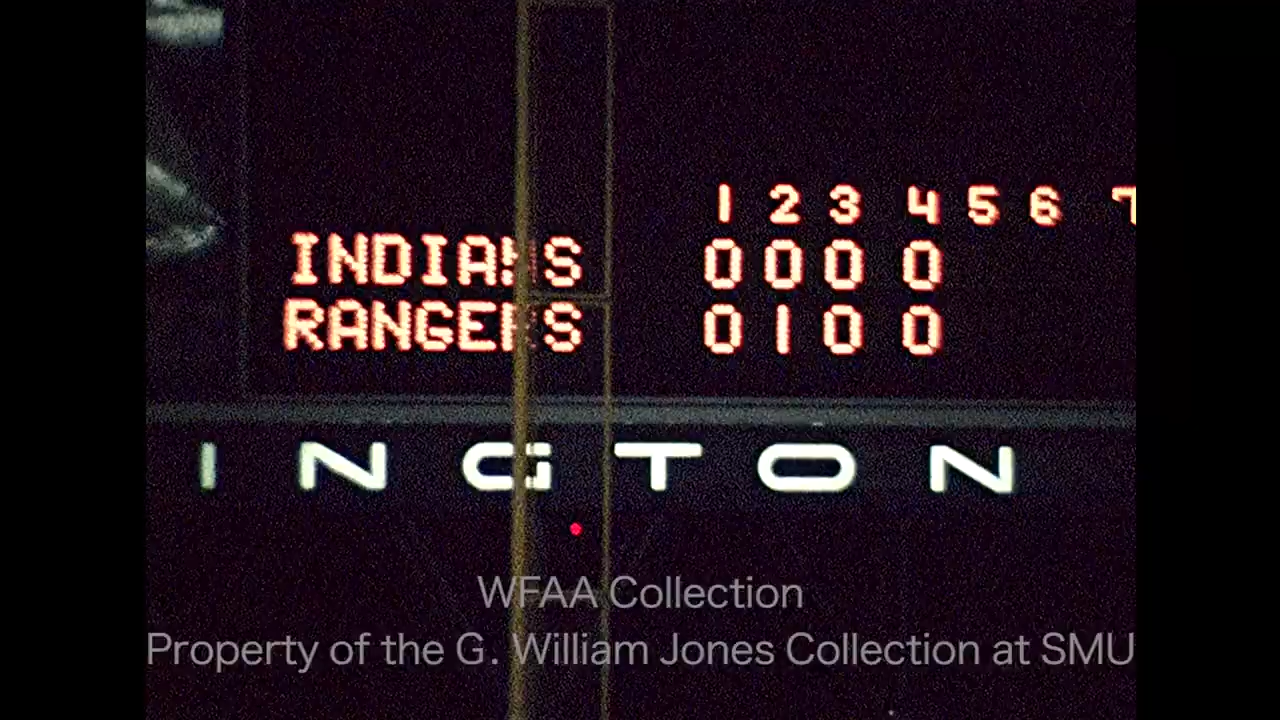 1 2 3 4 5 6 7
INDIANS 0 0 0 0
RANGERS 0 1 0 0
INGTON
WFAA Collection
Property of the G. William Jones Collection at SMU